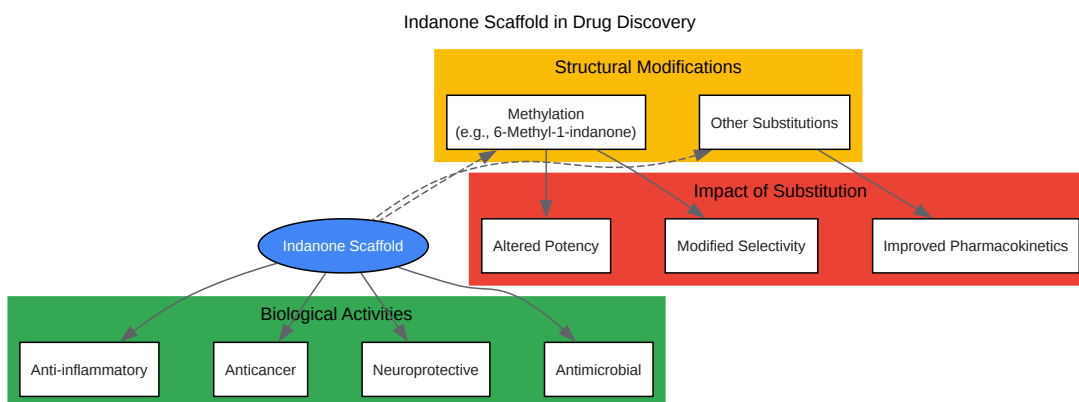 Indanone Scaffold in Drug Discovery
Structural Modifications
Methylation
(e.g., 6-Methyl-1-indanone)
Other Substitutions
Impact of Substitution
Altered Potency
Modified Selectivity
Improved Pharmacokinetics
Indanone Scaffold
Biological Activities
Anti-inflammatory
Anticancer
Neuroprotective
Antimicrobial